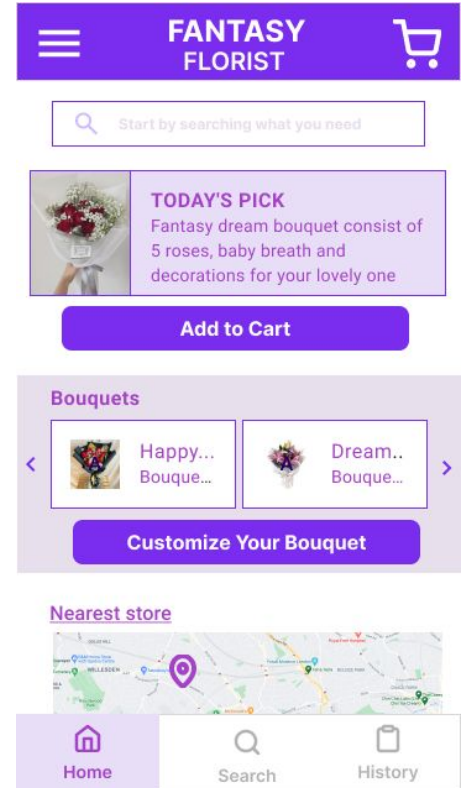 FANTASY
FLORIST
Start by searching what you need
TODAY'S PICK
Fantasy dream bouquet consist of
5 roses, baby breath and
decorations for your lovely one
Add to Cart
Bouquets
Happy...
Bouque...
Dream..
Bouque...
Customize Your Bouquet
Nearest store
WILLESDEN
Home
Search
History